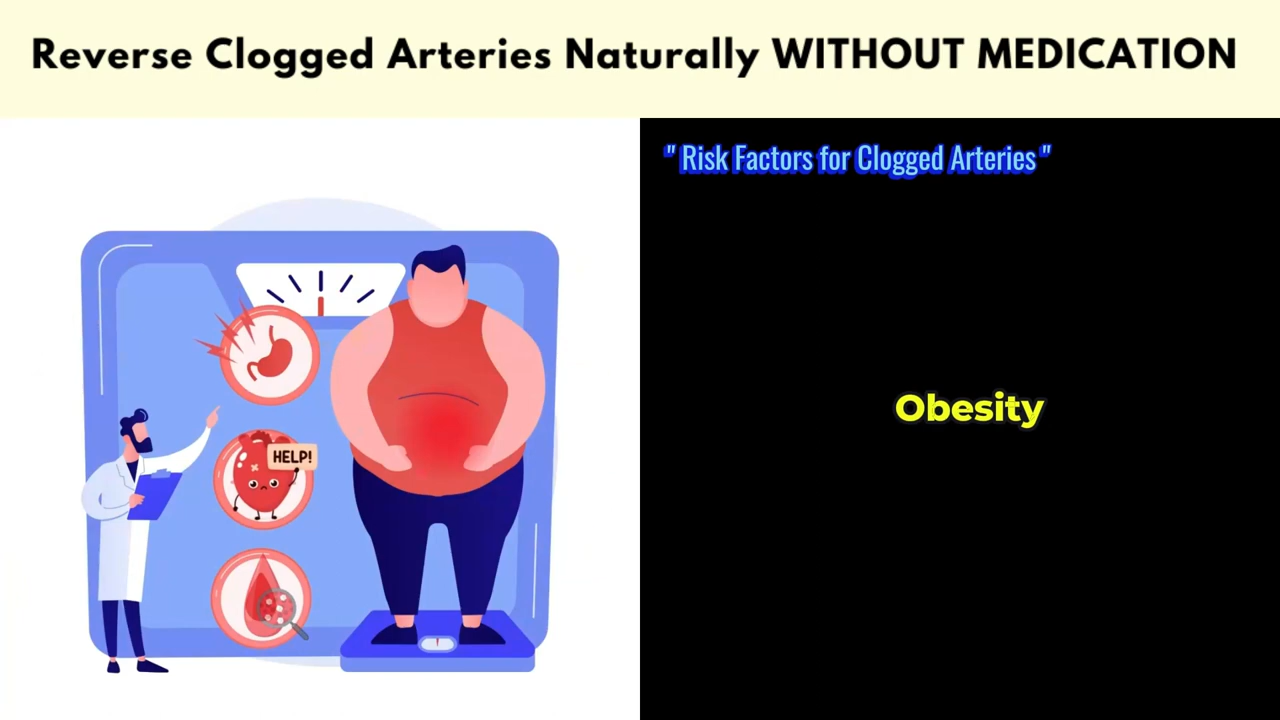 Reverse Clogged Arteries Naturally WITHOUT MEDICATION
" Risk Factors for Clogged Arteries "
HELP!
Obesity